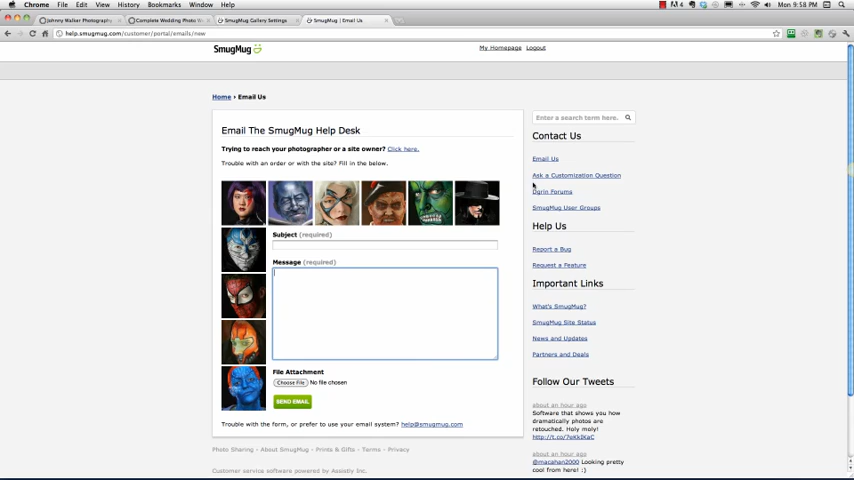 Chrome File Edit View History Bookmarks Window Help
4
Mon 9:58 PM
Johnny Walker Photography
Complete Wedding Photo W
SmugMug Gallery Settings
SmugMug | Email Us
help.smugmug.com/customer/portal/emails/new
SmugMug
My Homepage Logout
Home › Email Us
Email The SmugMug Help Desk
Trying to reach your photographer or a site owner? Click here.
Trouble with an order or with the site? Fill in the below.
Subject (required)
Message (required)
File Attachment
Choose File No file chosen
SEND EMAIL
Trouble with the form, or prefer to use your email system? help@smugmug.com
Enter a search term here.
Contact Us
Email Us
Ask a Customization Question
Dgrin Forums
SmugMug User Groups
Help Us
Report a Bug
Request a Feature
Important Links
What's SmugMug?
SmugMug Site Status
News and Updates
Partners and Deals
Follow Our Tweets
about an hour ago
Software that shows you
how dramatically photos are
retouched. Holy moly!
http://t.co/7eKkIKaC
about an hour ago
@macahan2000 Looking pretty
cool from here! :)
Photo Sharing - About SmugMug - Prints & Gifts - Terms - Privacy
Customer service software powered by Assistly Inc.